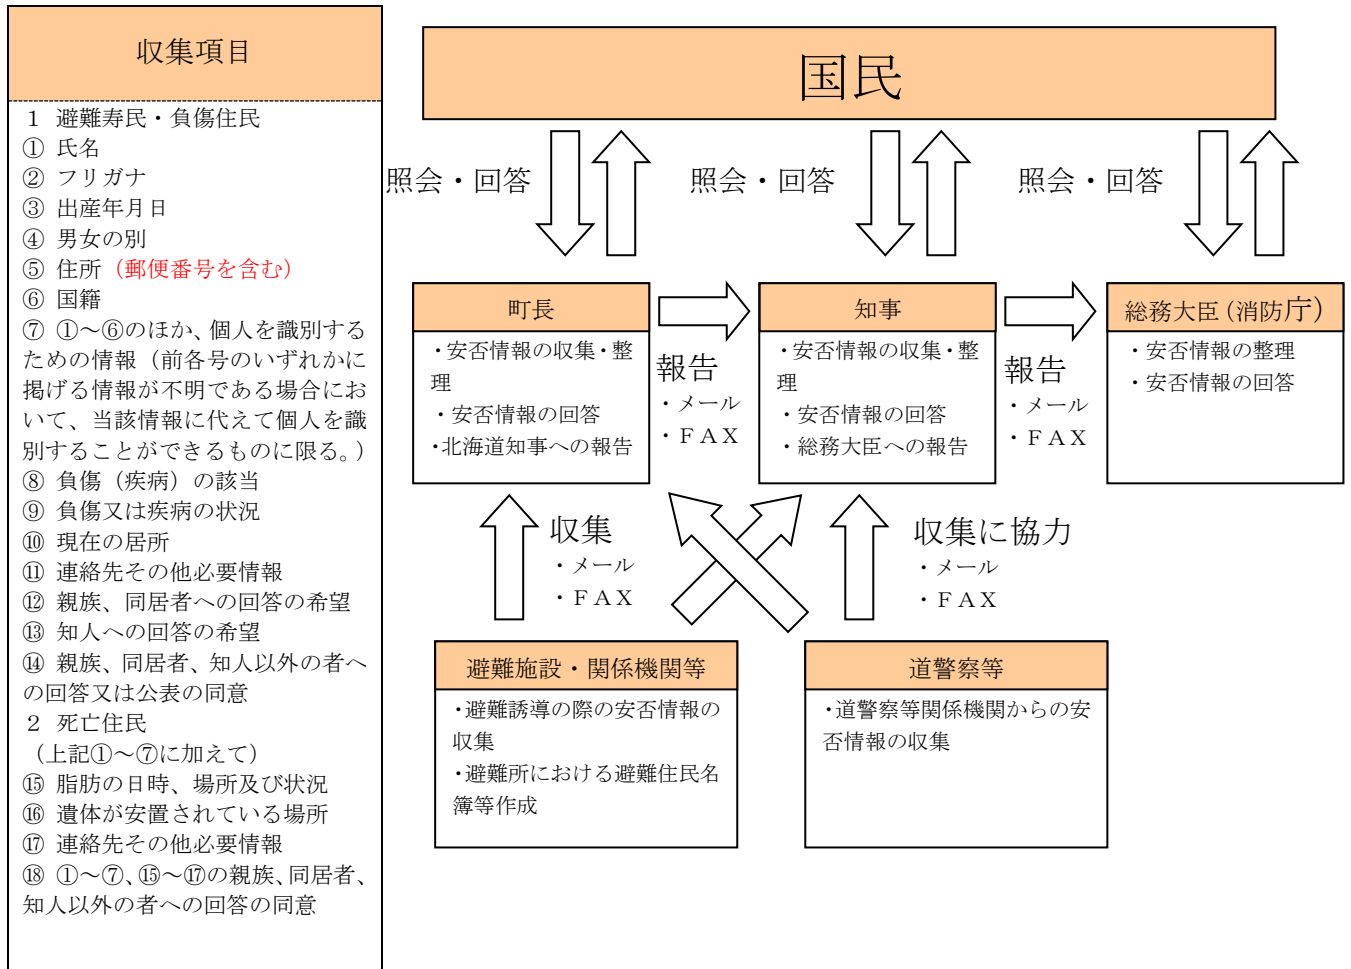 収集項目
１ 避難寿民・負傷住民
① 氏名
② フリガナ
③ 出産年月日
④ 男女の別
⑤ 住所（郵便番号を含む）
⑥ 国籍
⑦ ①～⑥のほか、個人を識別する
ための情報（前各号のいずれかに
掲げる情報が不明である場合にお
いて、当該情報に代えて個人を識
別することができるものに限る。）
⑧ 負傷（疾病）の該当
⑨ 負傷又は疾病の状況
⑩ 現在の居所
⑪ 連絡先その他必要情報
⑫ 親族、同居者への回答の希望
⑬ 知人への回答の希望
⑭ 親族、同居者、知人以外の者へ
の回答又は公表の同意
２ 死亡住民
（上記①～⑦に加えて）
⑮ 脂肪の日時、場所及び状況
⑯ 遺体が安置されている場所
⑰ 連絡先その他必要情報
⑱ ①～⑦、⑮～⑰の親族、同居者、
知人以外の者への回答の同意
国民
照会・回答
照会・回答
照会・回答
町長
・安否情報の収集・整
理
・安否情報の回答
・北海道知事への報告
報告
・メール
・ＦＡＸ
知事
・安否情報の収集・整
理
・安否情報の回答
・総務大臣への報告
報告
・メール
・ＦＡＸ
総務大臣（消防庁）
・安否情報の整理
・安否情報の回答
収集
・メール
・ＦＡＸ
収集に協力
・メール
・ＦＡＸ
避難施設・関係機関等
・避難誘導の際の安否情報の
収集
・避難所における避難住民名
簿等作成
道警察等
・道警察等関係機関からの安
否情報の収集